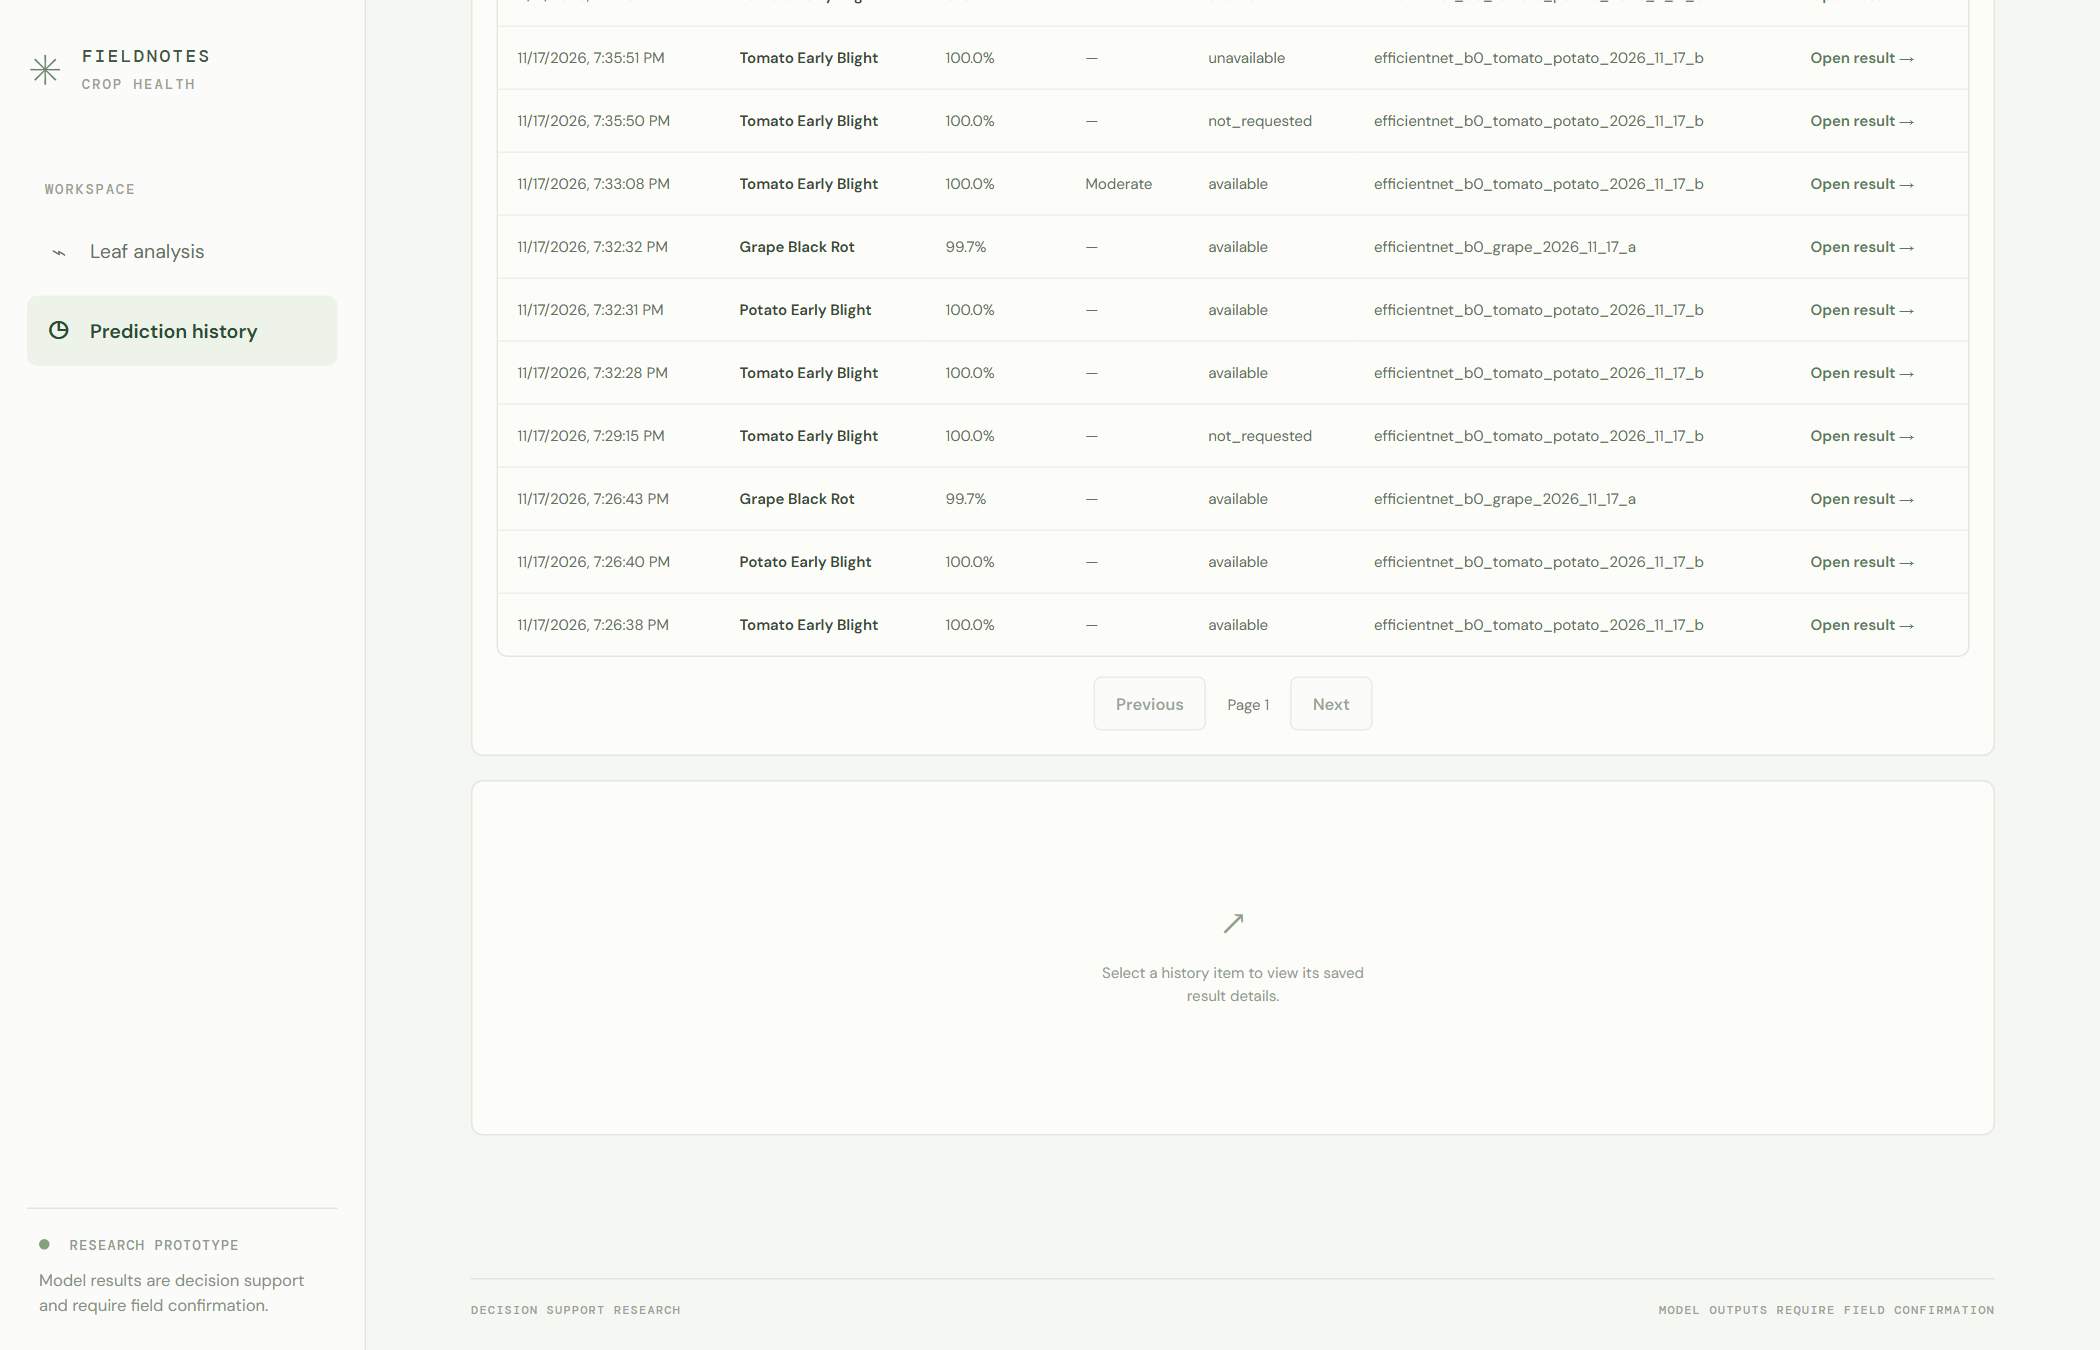 FIELDNOTES
CROP HEALTH
WORKSPACE
Leaf analysis
Prediction history
11/17/2026, 7:35:51 PM Tomato Early Blight 100.0% — unavailable efficientnet_b0_tomato_potato_2026_11_17_b Open result →
11/17/2026, 7:35:50 PM Tomato Early Blight 100.0% — not_requested efficientnet_b0_tomato_potato_2026_11_17_b Open result →
11/17/2026, 7:33:08 PM Tomato Early Blight 100.0% Moderate available efficientnet_b0_tomato_potato_2026_11_17_b Open result →
11/17/2026, 7:32:32 PM Grape Black Rot 99.7% — available efficientnet_b0_grape_2026_11_17_a Open result →
11/17/2026, 7:32:31 PM Potato Early Blight 100.0% — available efficientnet_b0_tomato_potato_2026_11_17_b Open result →
11/17/2026, 7:32:28 PM Tomato Early Blight 100.0% — available efficientnet_b0_tomato_potato_2026_11_17_b Open result →
11/17/2026, 7:29:15 PM Tomato Early Blight 100.0% — not_requested efficientnet_b0_tomato_potato_2026_11_17_b Open result →
11/17/2026, 7:26:43 PM Grape Black Rot 99.7% — available efficientnet_b0_grape_2026_11_17_a Open result →
11/17/2026, 7:26:40 PM Potato Early Blight 100.0% — available efficientnet_b0_tomato_potato_2026_11_17_b Open result →
11/17/2026, 7:26:38 PM Tomato Early Blight 100.0% — available efficientnet_b0_tomato_potato_2026_11_17_b Open result →
Previous Page 1 Next
Select a history item to view its saved
result details.
RESEARCH PROTOTYPE
Model results are decision support
and require field confirmation.
DECISION SUPPORT RESEARCH
MODEL OUTPUTS REQUIRE FIELD CONFIRMATION